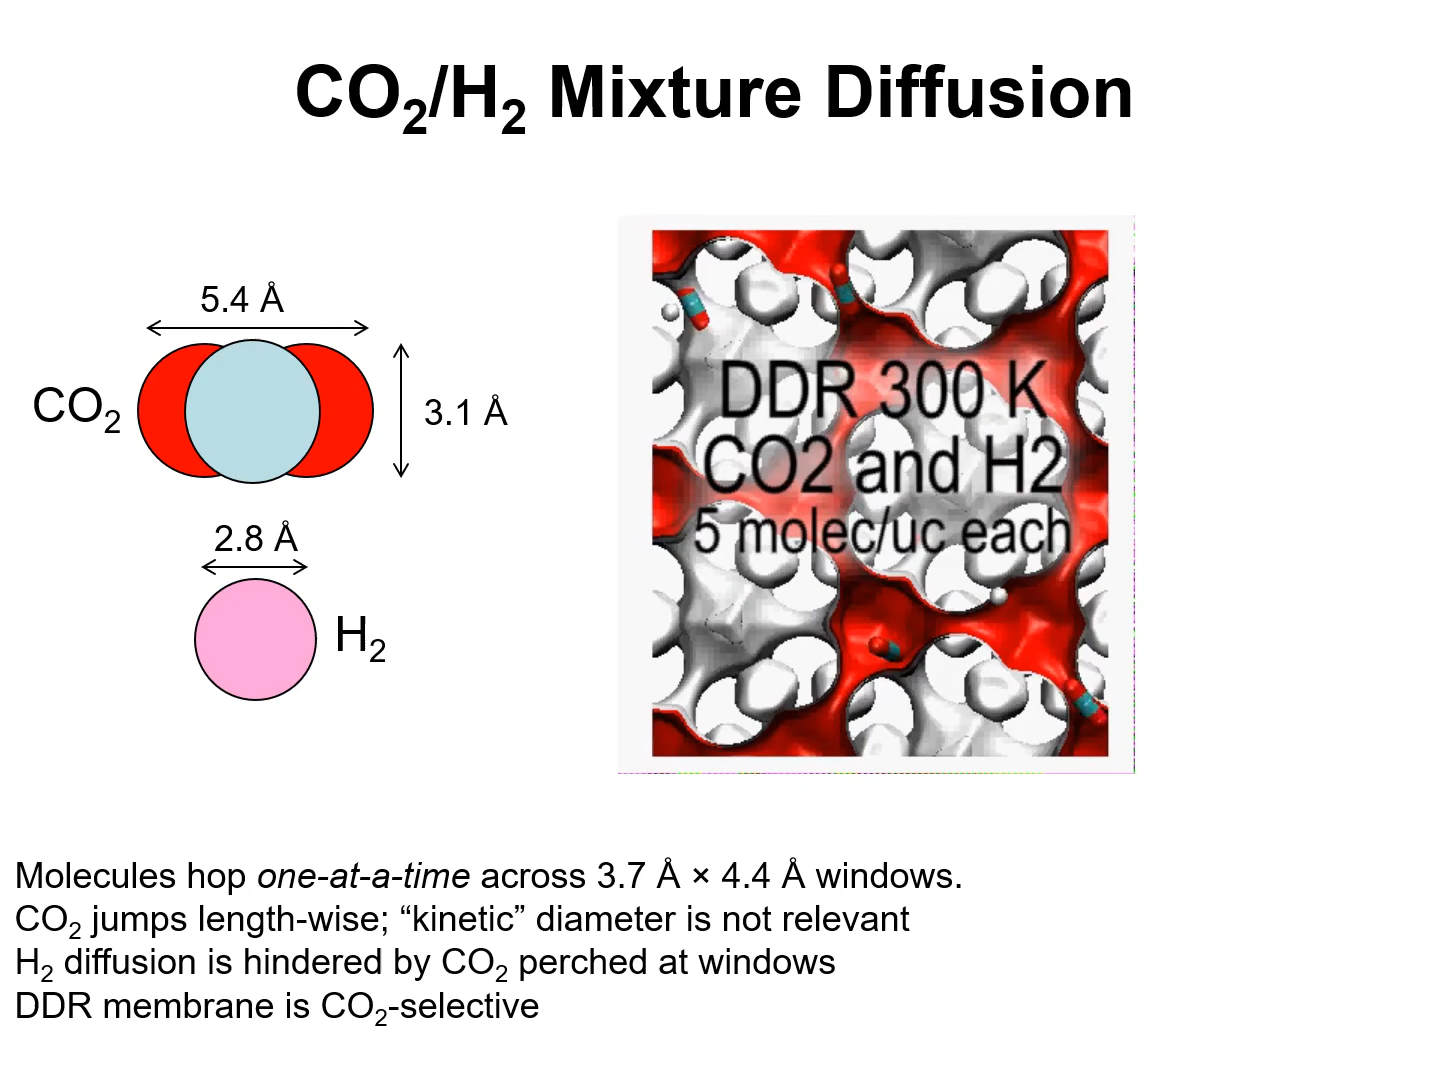 CO₂/H₂ Mixture Diffusion
5.4 Å
CO₂
3.1 Å
2.8 Å
H₂
DDR 300 K
CO2 and H2
5 molec/uc each
Molecules hop one-at-a-time across 3.7 Å × 4.4 Å windows.
CO₂ jumps length-wise; “kinetic” diameter is not relevant
H₂ diffusion is hindered by CO₂ perched at windows
DDR membrane is CO₂-selective